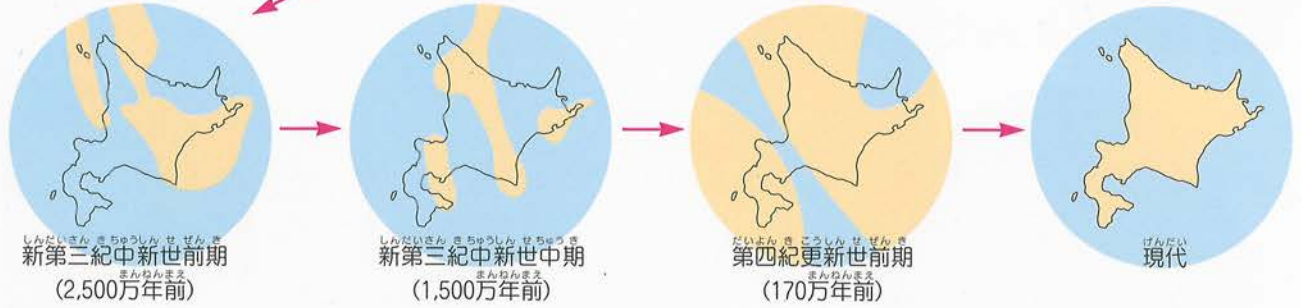 しんだいさんきちゅうしんせぜんき
新第三紀中新世前期
まんねんまえ
(2,500万年前)
しんだいさんきちゅうしんせちゅうき
新第三紀中新世中期
まんねんまえ
(1,500万年前)
だいよんきこうしんせぜんき
第四紀更新世前期
まんねんまえ
(170万年前)
げんだい
現代